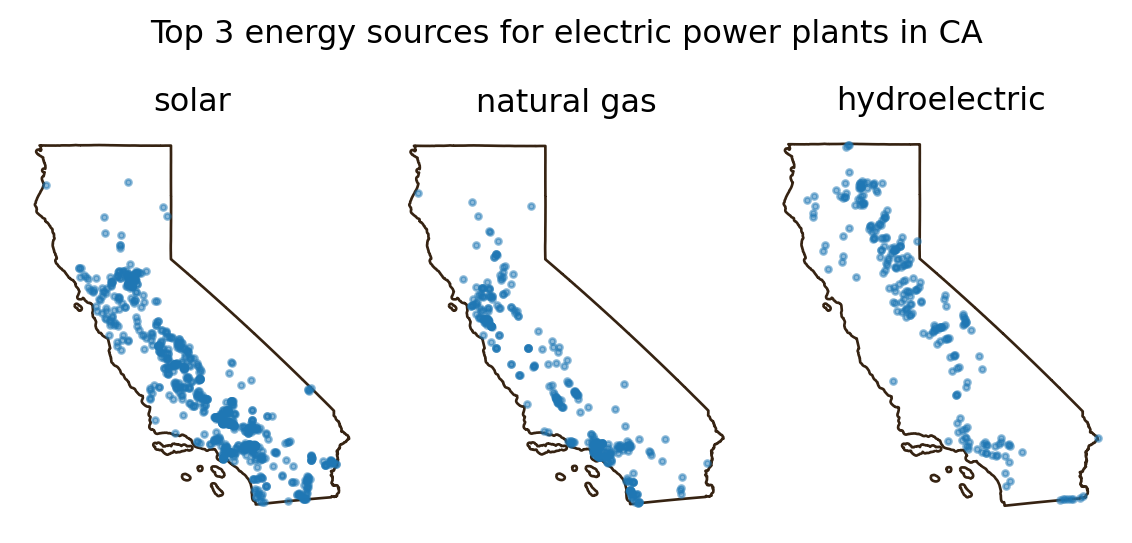 Top 3 energy sources for electric power plants in CA
solar
natural gas
hydroelectric